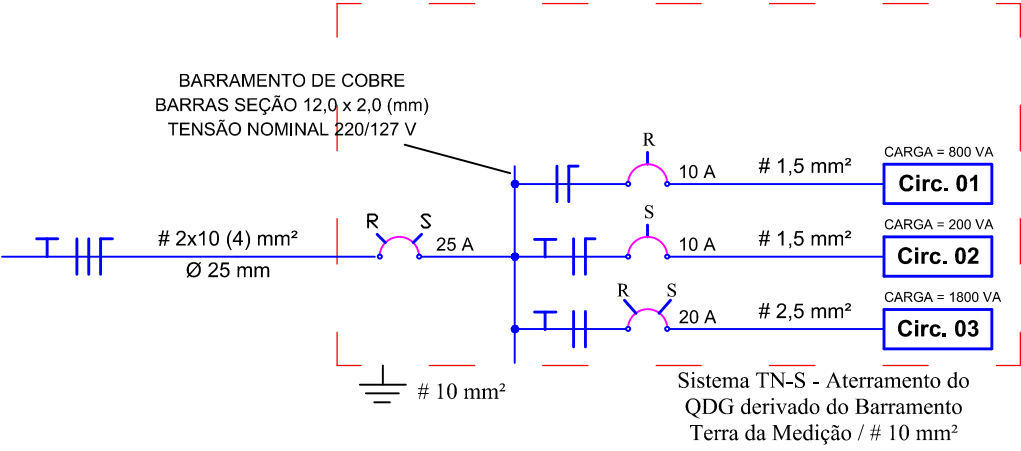 BARRAMENTO DE COBRE
BARRAS SEÇÃO 12,0 x 2,0 (mm)
TENSÃO NOMINAL 220/127 V
R
10 A
# 1,5 mm²
CARGA = 800 VA
Circ. 01
# 2x10 (4) mm²
Ø 25 mm
R S
25 A
S
10 A
# 1,5 mm²
CARGA = 200 VA
Circ. 02
R S
20 A
# 2,5 mm²
CARGA = 1800 VA
Circ. 03
# 10 mm²
Sistema TN-S - Aterramento do
QDG derivado do Barramento
Terra da Medição / # 10 mm²